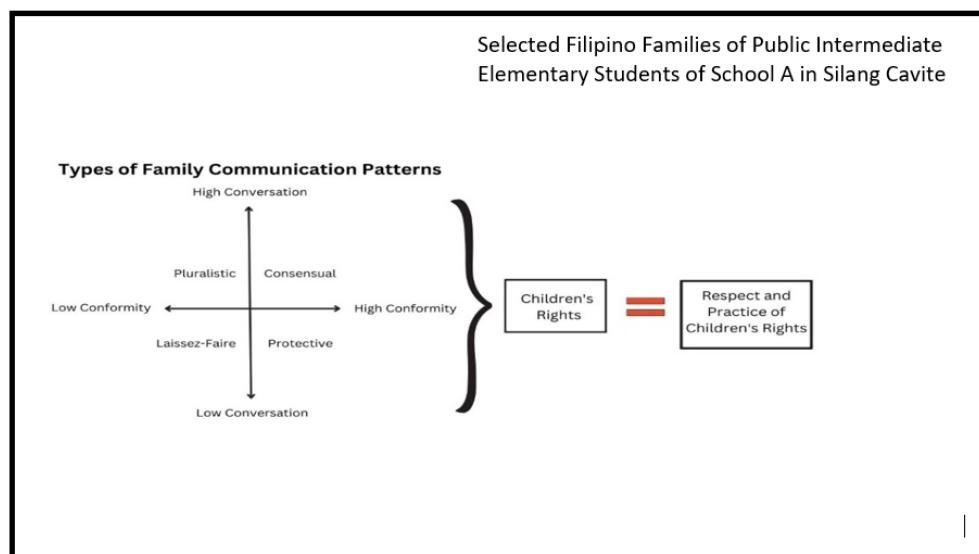 Selected Filipino Families of Public Intermediate
Elementary Students of School A in Silang Cavite
Types of Family Communication Patterns
High Conversation
Pluralistic
Consensual
Low Conformity
High Conformity
Laissez-Faire
Protective
Low Conversation
Children's
Rights
Respect and
Practice of
Children's Rights